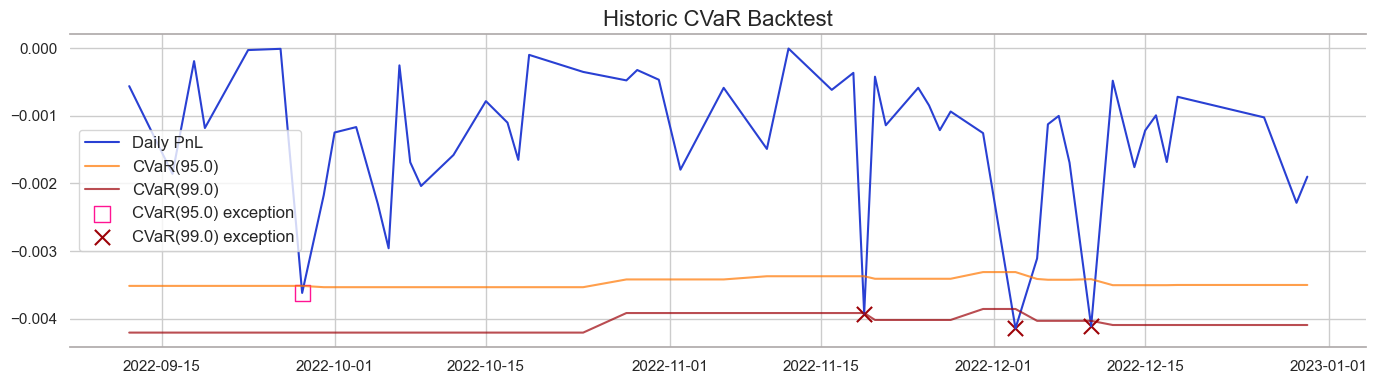 Historic CVaR Backtest
0.000
−0.001
−0.002
−0.003
−0.004
Daily PnL
CVaR(95.0)
CVaR(99.0)
CVaR(95.0) exception
CVaR(99.0) exception
2022-09-15
2022-10-01
2022-10-15
2022-11-01
2022-11-15
2022-12-01
2022-12-15
2023-01-01